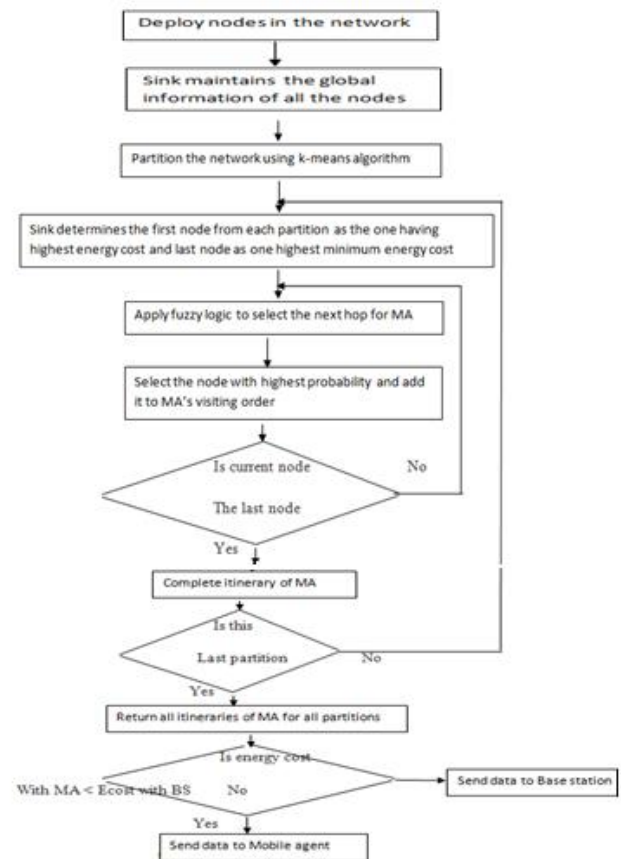 Deploy nodes in the network
Sink maintains the global
information of all the nodes
Partition the network using k-means algorithm
Sink determines the first node from each partition as the one having
highest energy cost and last node as one highest minimum energy cost
Apply fuzzy logic to select the next hop for MA
Select the node with highest probability and add
it to MA's visiting order
Is current node
No
The last node
Yes
Complete itinerary of MA
Is this
Last partition
No
Yes
Return all itineraries of MA for all partitions
Is energy cost
With MA < Ecost with BS
No
Send data to Base station
Yes
Send data to Mobile agent